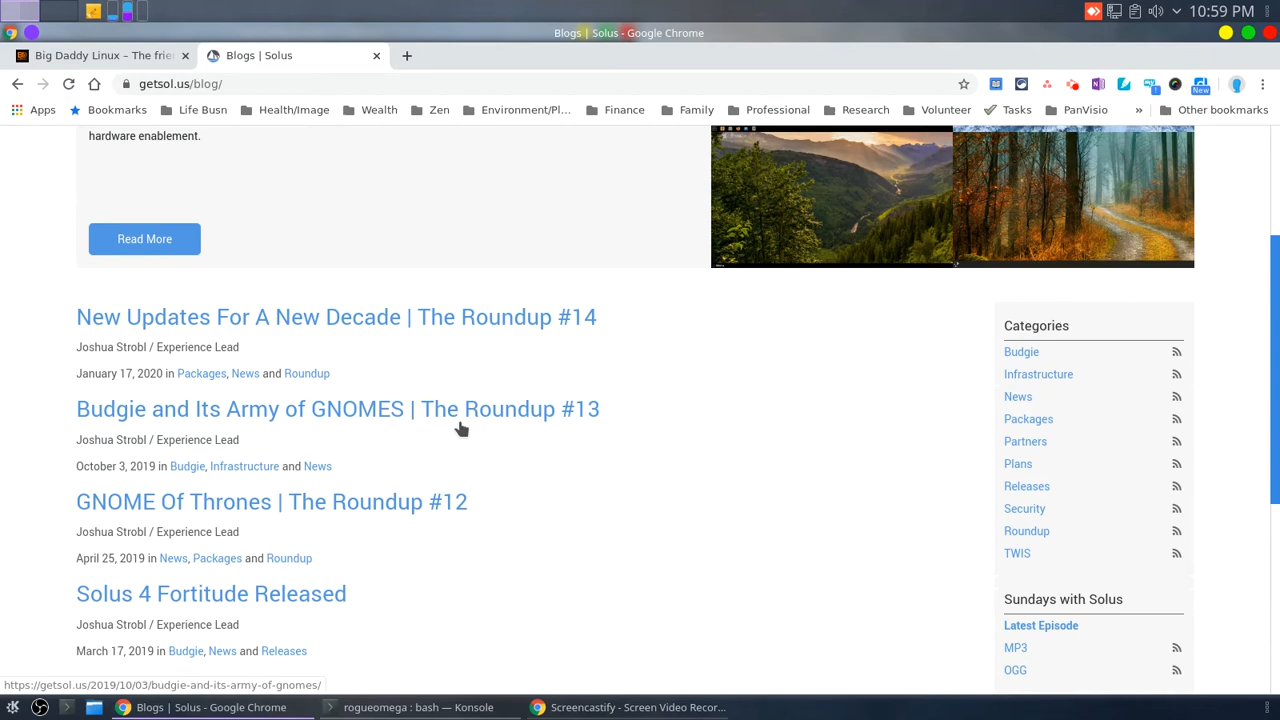 10:59 PM
Blogs | Solus - Google Chrome
Big Daddy Linux – The frie
Blogs | Solus
getsol.us/blog/
New
Apps
Bookmarks
Life Busn
Health/Image
Wealth
Zen
Environment/Pl...
Finance
Family
Professional
Research
Volunteer
Tasks
PanVisio
»
Other bookmarks
hardware enablement.
Read More
New Updates For A New Decade | The Roundup #14
Joshua Strobl / Experience Lead
January 17, 2020 in Packages, News and Roundup
Budgie and Its Army of GNOMES | The Roundup #13
Joshua Strobl / Experience Lead
October 3, 2019 in Budgie, Infrastructure and News
GNOME Of Thrones | The Roundup #12
Joshua Strobl / Experience Lead
April 25, 2019 in News, Packages and Roundup
Solus 4 Fortitude Released
Joshua Strobl / Experience Lead
March 17, 2019 in Budgie, News and Releases
Categories
Budgie
Infrastructure
News
Packages
Partners
Plans
Releases
Security
Roundup
TWIS
Sundays with Solus
Latest Episode
MP3
OGG
https://getsol.us/2019/10/03/budgie-and-its-army-of-gnomes/
Blogs | Solus - Google Chrome
rogueomega : bash — Konsole
Screencastify - Screen Video Recor...